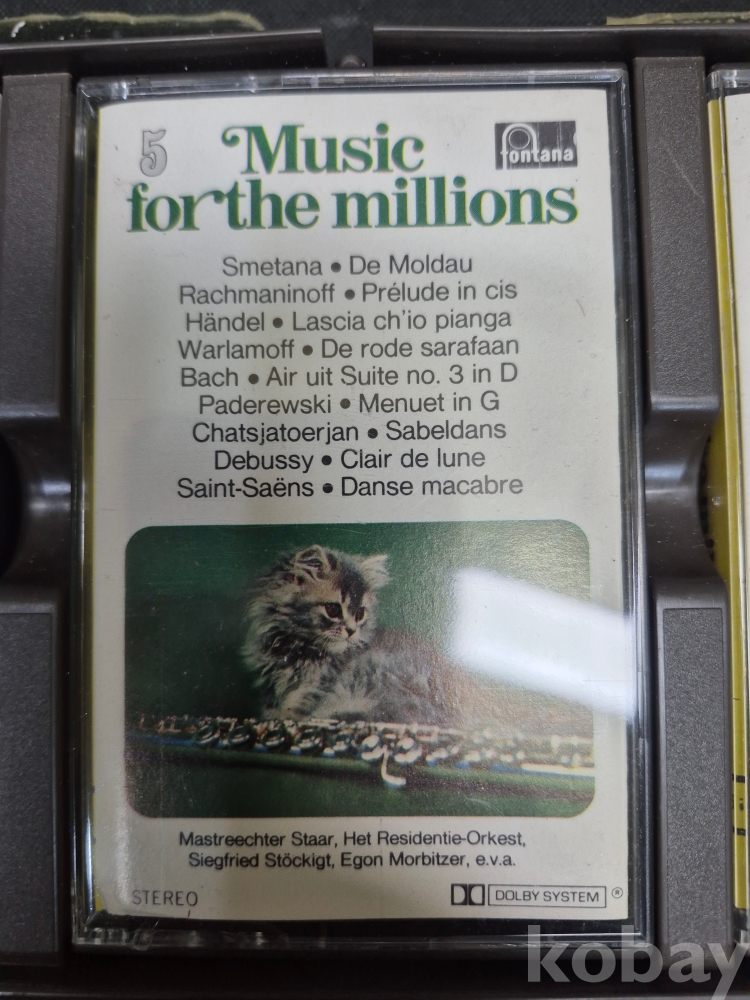 5
Music
fontana
for the millions
Smetana • De Moldau
Rachmaninoff • Prélude in cis
Händel • Lascia ch'io pianga
Warlamoff • De rode sarafaan
Bach • Air uit Suite no. 3 in D
Paderewski • Menuet in G
Chatsjatoerjan • Sabeldans
Debussy • Clair de lune
Saint-Saëns • Danse macabre
Mastreechter Staar, Het Residentie-Orkest,
Siegfried Stöckigt, Egon Morbitzer, e.v.a.
STEREO
DOLBY SYSTEM ®
kobay